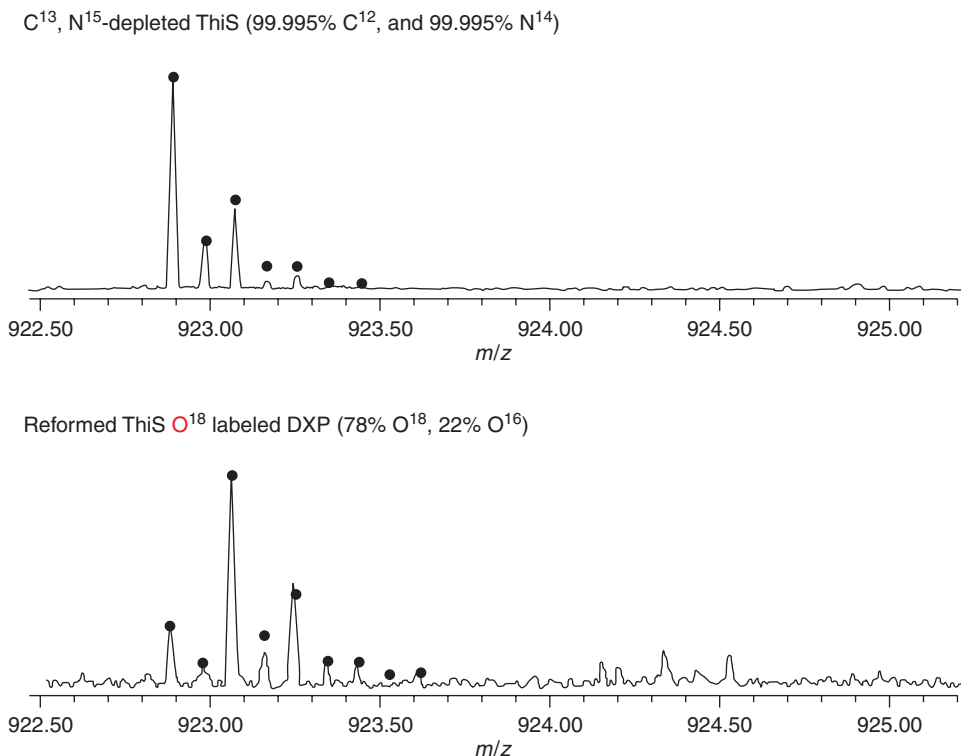 C¹³, N¹⁵-depleted ThiS (99.995% C¹², and 99.995% N¹⁴)
922.50 923.00 923.50 924.00 924.50 925.00
m/z
Reformed ThiS O¹⁸ labeled DXP (78% O¹⁸, 22% O¹⁶)
922.50 923.00 923.50 924.00 924.50 925.00
m/z